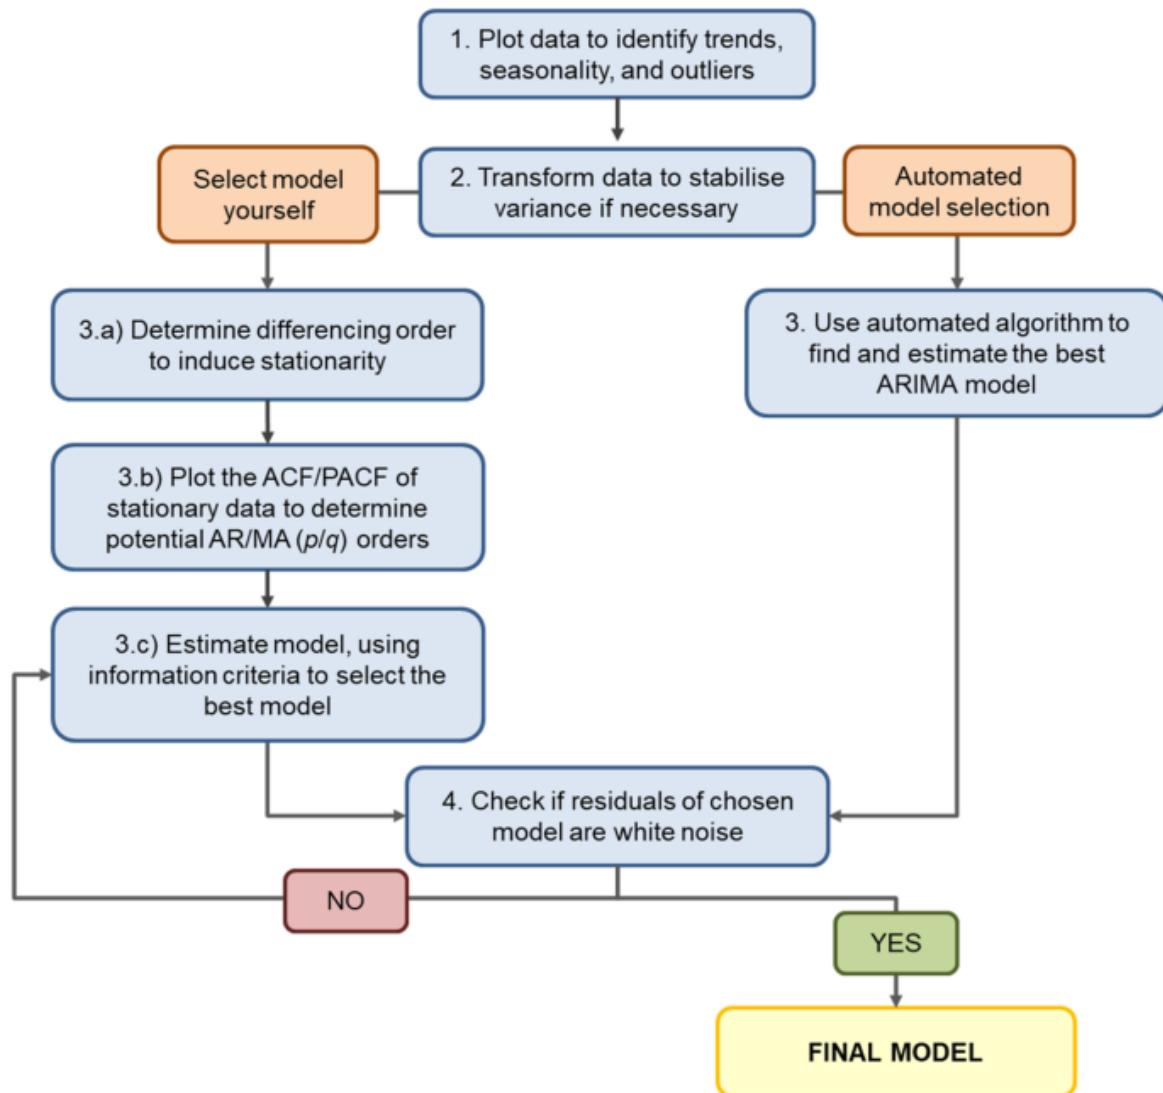 1. Plot data to identify trends,
seasonality, and outliers
Select model
yourself
2. Transform data to stabilise
variance if necessary
Automated
model selection
3.a) Determine differencing order
to induce stationarity
3. Use automated algorithm to
find and estimate the best
ARIMA model
3.b) Plot the ACF/PACF of
stationary data to determine
potential AR/MA (p/q) orders
3.c) Estimate model, using
information criteria to select the
best model
4. Check if residuals of chosen
model are white noise
NO
YES
FINAL MODEL